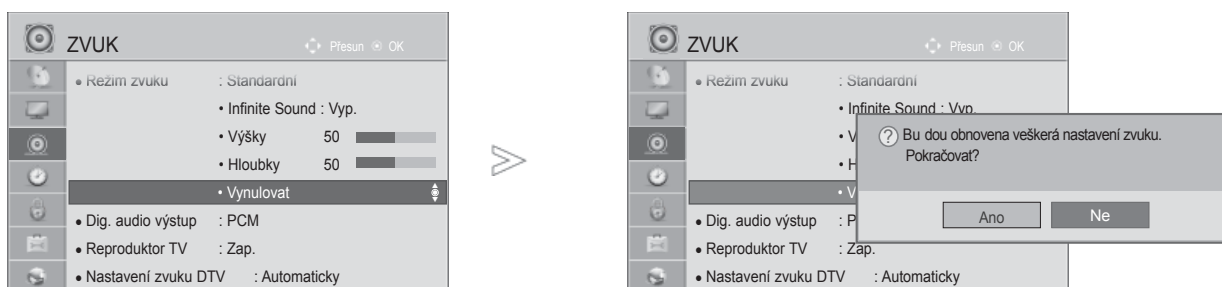 ZVUK
Přesun OK
• Režim zvuku : Standardní
• Infinite Sound : Vyp.
• Výšky 50
• Hloubky 50
• Vynulovat
• Dig. audio výstup : PCM
• Reproduktor TV : Zap.
• Nastavení zvuku DTV : Automaticky
ZVUK
Přesun OK
• Režim zvuku : Standardní
• Infinite Sound : Vyp.
• V
• H
• V
? Bu dou obnovena veškerá nastavení zvuku.
Pokračovat?
Ano Ne
• Dig. audio výstup : P
• Reproduktor TV : Zap.
• Nastavení zvuku DTV : Automaticky